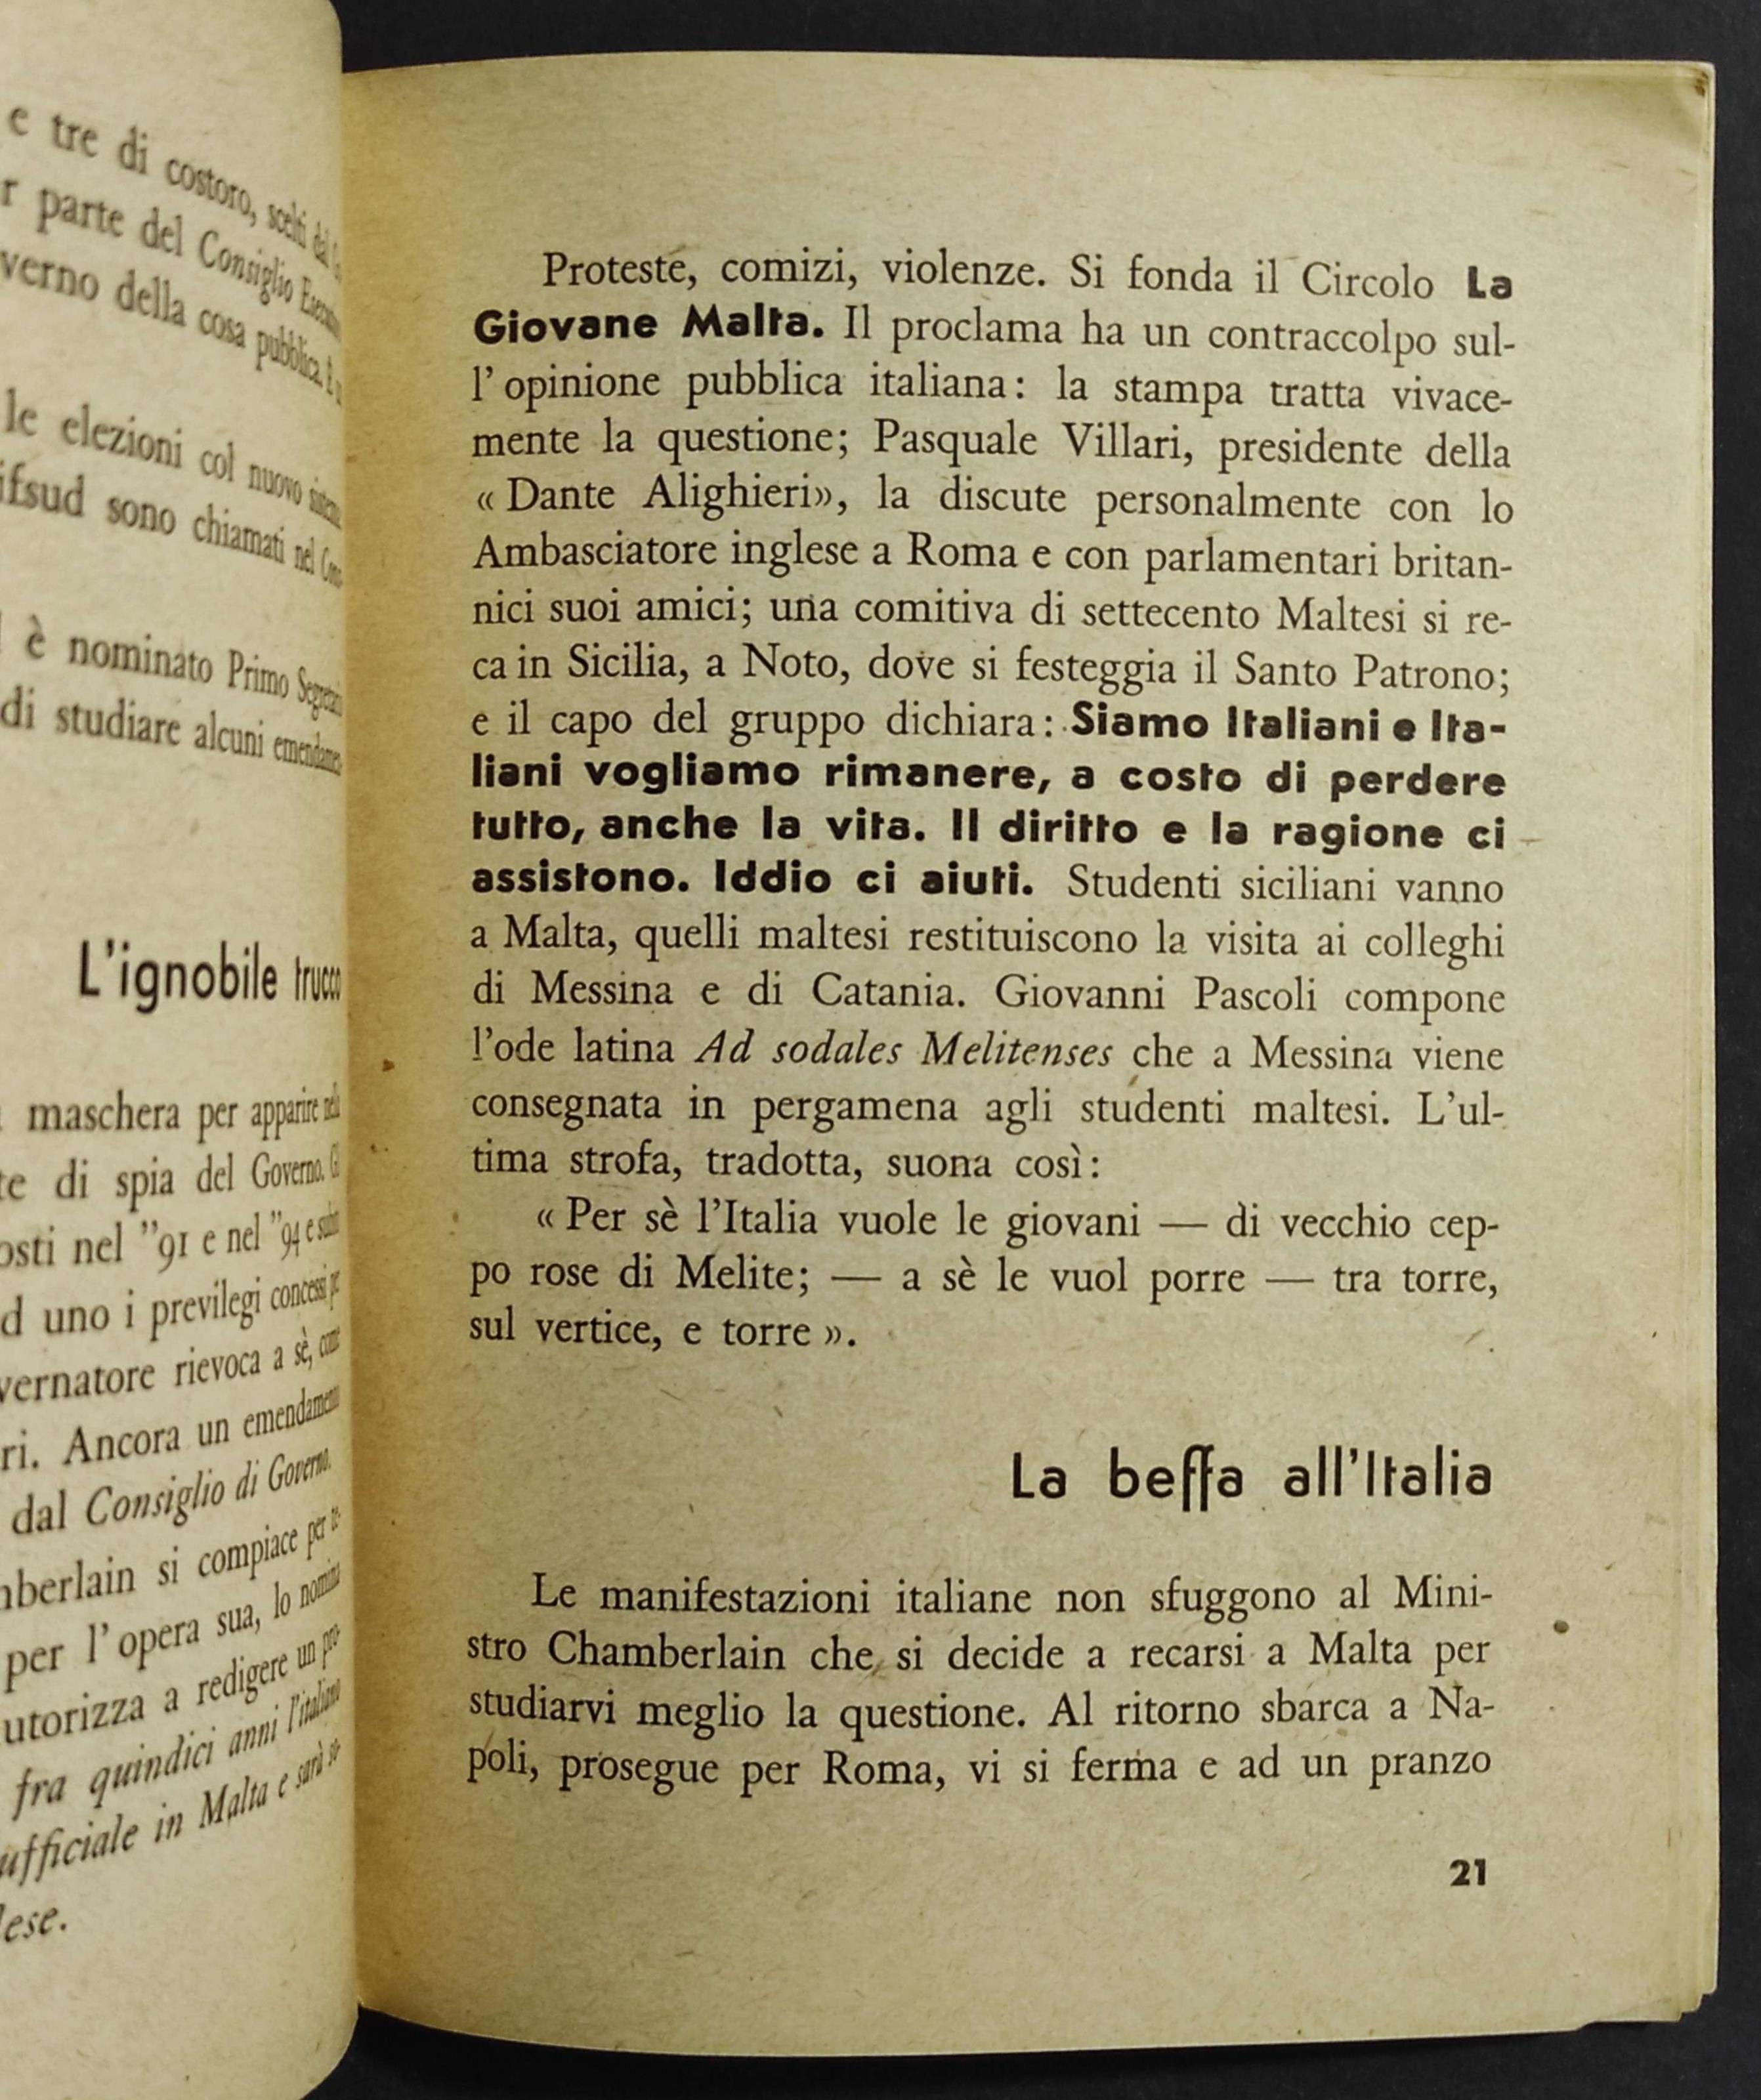 e tre di costoro, scelti dal
parte del Consiglio
verno della cosa pubblica.
le elezioni col nuovo
ifsud sono chiamati nel
è nominato Primo
di studiare alcuni
L'ignobile trucco
maschera per apparire
di spia del Governo.
osti nel "91 e nel "94 e
d uno i previlegi concessi
vernatore rievoca a sè, come
ri. Ancora un emendamento
dal Consiglio di Governo.
mberlain si compiace per
per l'opera sua, lo nomina
utorizza a redigere un pro-
fra quindici anni l'italiano
ufficiale in Malta e sarà so-
lese.
Proteste, comizi, violenze. Si fonda il Circolo La
Giovane Malta. Il proclama ha un contraccolpo sul-
l'opinione pubblica italiana: la stampa tratta vivace-
mente la questione; Pasquale Villari, presidente della
« Dante Alighieri», la discute personalmente con lo
Ambasciatore inglese a Roma e con parlamentari britan-
nici suoi amici; una comitiva di settecento Maltesi si re-
ca in Sicilia, a Noto, dove si festeggia il Santo Patrono;
e il capo del gruppo dichiara: Siamo Italiani e Ita-
liani vogliamo rimanere, a costo di perdere
tutto, anche la vita. Il diritto e la ragione ci
assistono. Iddio ci aiuti. Studenti siciliani vanno
a Malta, quelli maltesi restituiscono la visita ai colleghi
di Messina e di Catania. Giovanni Pascoli compone
l'ode latina Ad sodales Melitenses che a Messina viene
consegnata in pergamena agli studenti maltesi. L'ul-
tima strofa, tradotta, suona così:
« Per sè l'Italia vuole le giovani — di vecchio cep-
po rose di Melite; — a sè le vuol porre — tra torre,
sul vertice, e torre ».
La beffa all'Italia
Le manifestazioni italiane non sfuggono al Mini-
stro Chamberlain che si decide a recarsi a Malta per
studiarvi meglio la questione. Al ritorno sbarca a Na-
poli, prosegue per Roma, vi si ferma e ad un pranzo
21